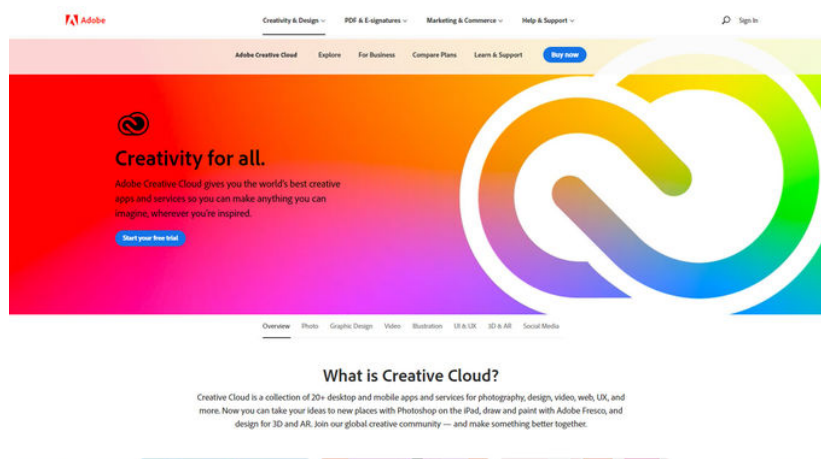 Adobe
Creativity & Design
PDF & E-signatures
Marketing & Commerce
Help & Support
Sign In
Adobe Creative Cloud
Explore
For Business
Compare Plans
Learn & Support
Buy now
Creativity for all.
Adobe Creative Cloud gives you the world's best creative
apps and services so you can make anything you can
imagine, wherever you're inspired.
Start your free trial
Overview
Photo
Graphic Design
Video
Illustration
UI & UX
3D & AR
Social Media
What is Creative Cloud?
Creative Cloud is a collection of 20+ desktop and mobile apps and services for photography, design, video, web, UX, and
more. Now you can take your ideas to new places with Photoshop on the iPad, draw and paint with Adobe Fresco, and
design for 3D and AR. Join our global creative community — and make something better together.